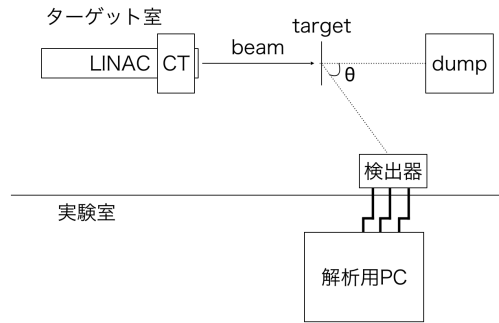 ターゲット室
target
beam
LINAC
CT
θ
dump
検出器
実験室
解析用PC